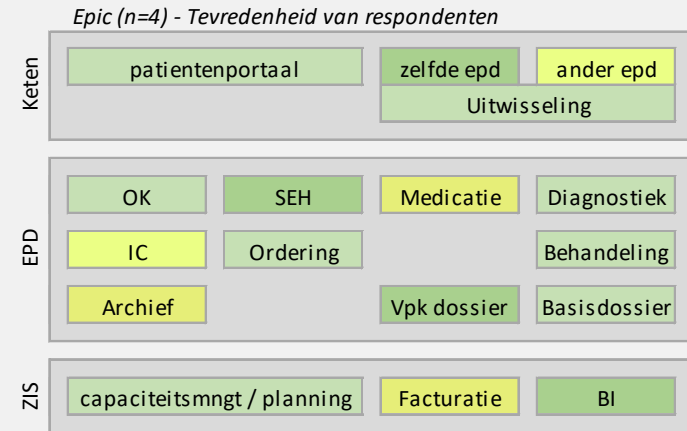 Epic (n=4) - Tevredenheid van respondenten
Keten
patientenportaal
zelfde epd
ander epd
Uitwisseling
EPD
OK
SEH
Medicatie
Diagnostiek
IC
Ordering
Behandeling
Archief
Vpk dossier
Basisdossier
ZIS
capaciteitsmngt / planning
Facturatie
BI